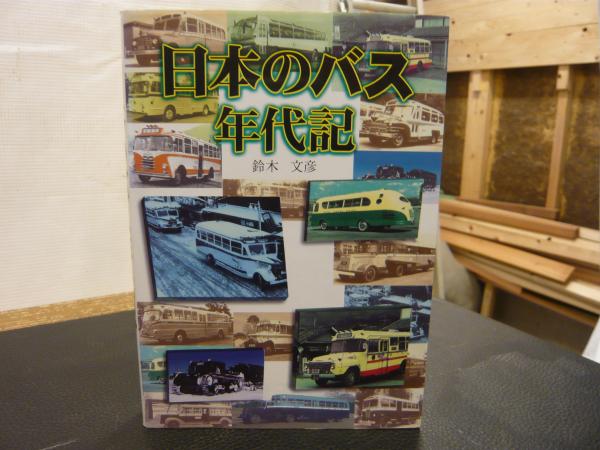 日本のバス
年代記
鈴木 文彦